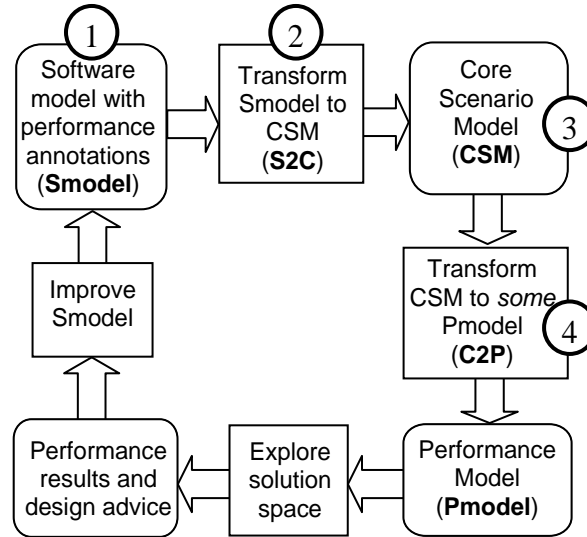 1
Software
model with
performance
annotations
(Smodel)
2
Transform
Smodel to
CSM
(S2C)
Core
Scenario
Model
(CSM)
3
Transform
CSM to some
Pmodel
(C2P)
4
Performance
Model
(Pmodel)
Explore
solution
space
Performance
results and
design advice
Improve
Smodel